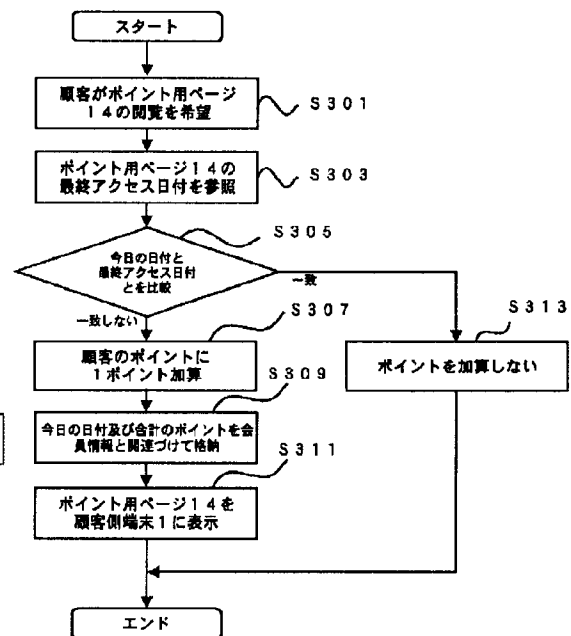 スタート
顧客がポイント用ページ
14の閲覧を希望
S301
ポイント用ページ14の
最終アクセス日付を参照
S303
今日の日付と
最終アクセス日付
とを比較
S305
一致
一致しない
S307
顧客のポイントに
1ポイント加算
S313
ポイントを加算しない
S309
今日の日付及び合計のポイントを会
員情報と関連づけて格納
S311
ポイント用ページ14を
顧客側端末1に表示
エンド